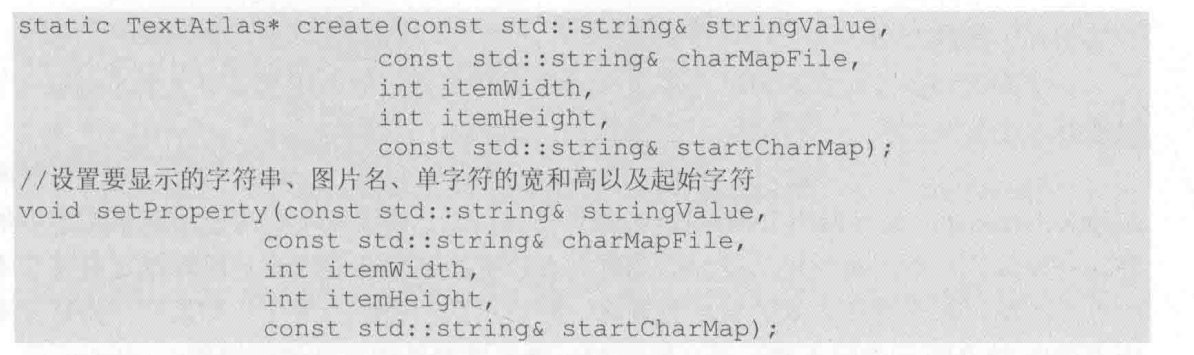 static TextAtlas* create(const std::string& stringValue,
const std::string& charMapFile,
int itemWidth,
int itemHeight,
const std::string& startCharMap);
//设置要显示的字符串、图片名、单字符的宽和高以及起始字符
void setProperty(const std::string& stringValue,
const std::string& charMapFile,
int itemWidth,
int itemHeight,
const std::string& startCharMap);